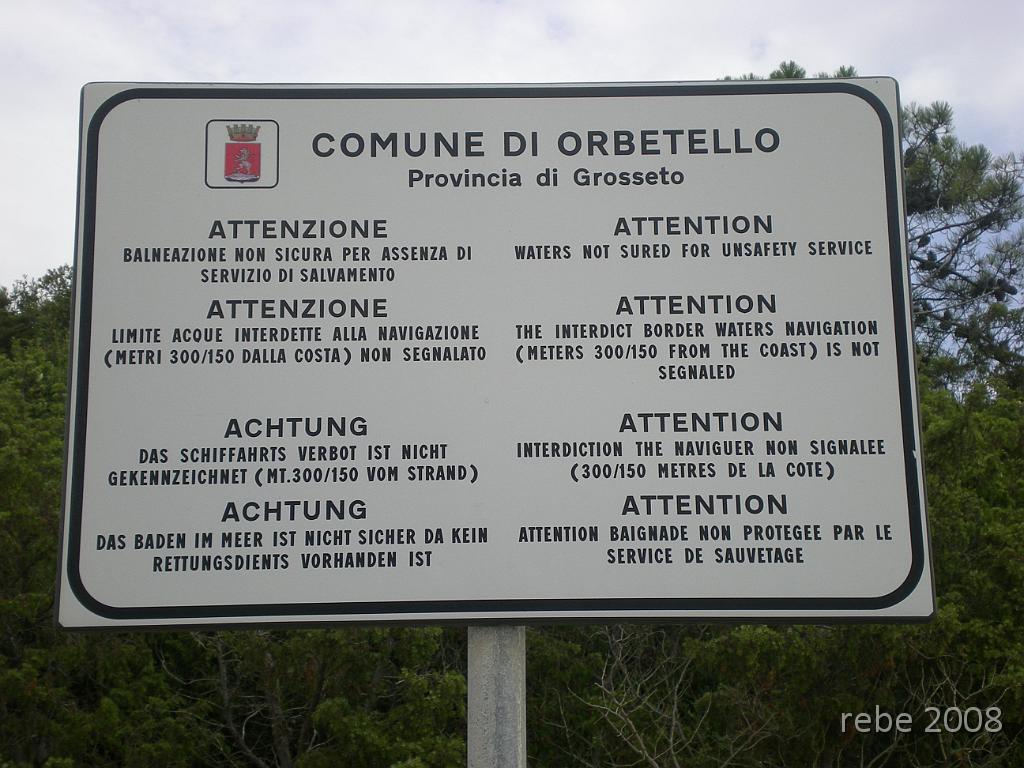 COMUNE DI ORBETELLO
Provincia di Grosseto
ATTENZIONE
BALNEAZIONE NON SICURA PER ASSENZA DI
SERVIZIO DI SALVAMENTO
ATTENTION
WATERS NOT SURED FOR UNSAFETY SERVICE
ATTENZIONE
LIMITE ACQUE INTERDETTE ALLA NAVIGAZIONE
(METRI 300/150 DALLA COSTA) NON SEGNALATO
ATTENTION
THE INTERDICT BORDER WATERS NAVIGATION
(METERS 300/150 FROM THE COAST) IS NOT
SEGNALED
ACHTUNG
DAS SCHIFFAHRTS VERBOT IST NICHT
GEKENNZEICHNET (MT.300/150 VOM STRAND)
ATTENTION
INTERDICTION THE NAVIGUER NON SIGNALEE
(300/150 METRES DE LA COTE)
ACHTUNG
DAS BADEN IM MEER IST NICHT SICHER DA KEIN
RETTUNGSDIENTS VORHANDEN IST
ATTENTION
ATTENTION BAIGNADE NON PROTEGEE PAR LE
SERVICE DE SAUVETAGE
rebe 2008